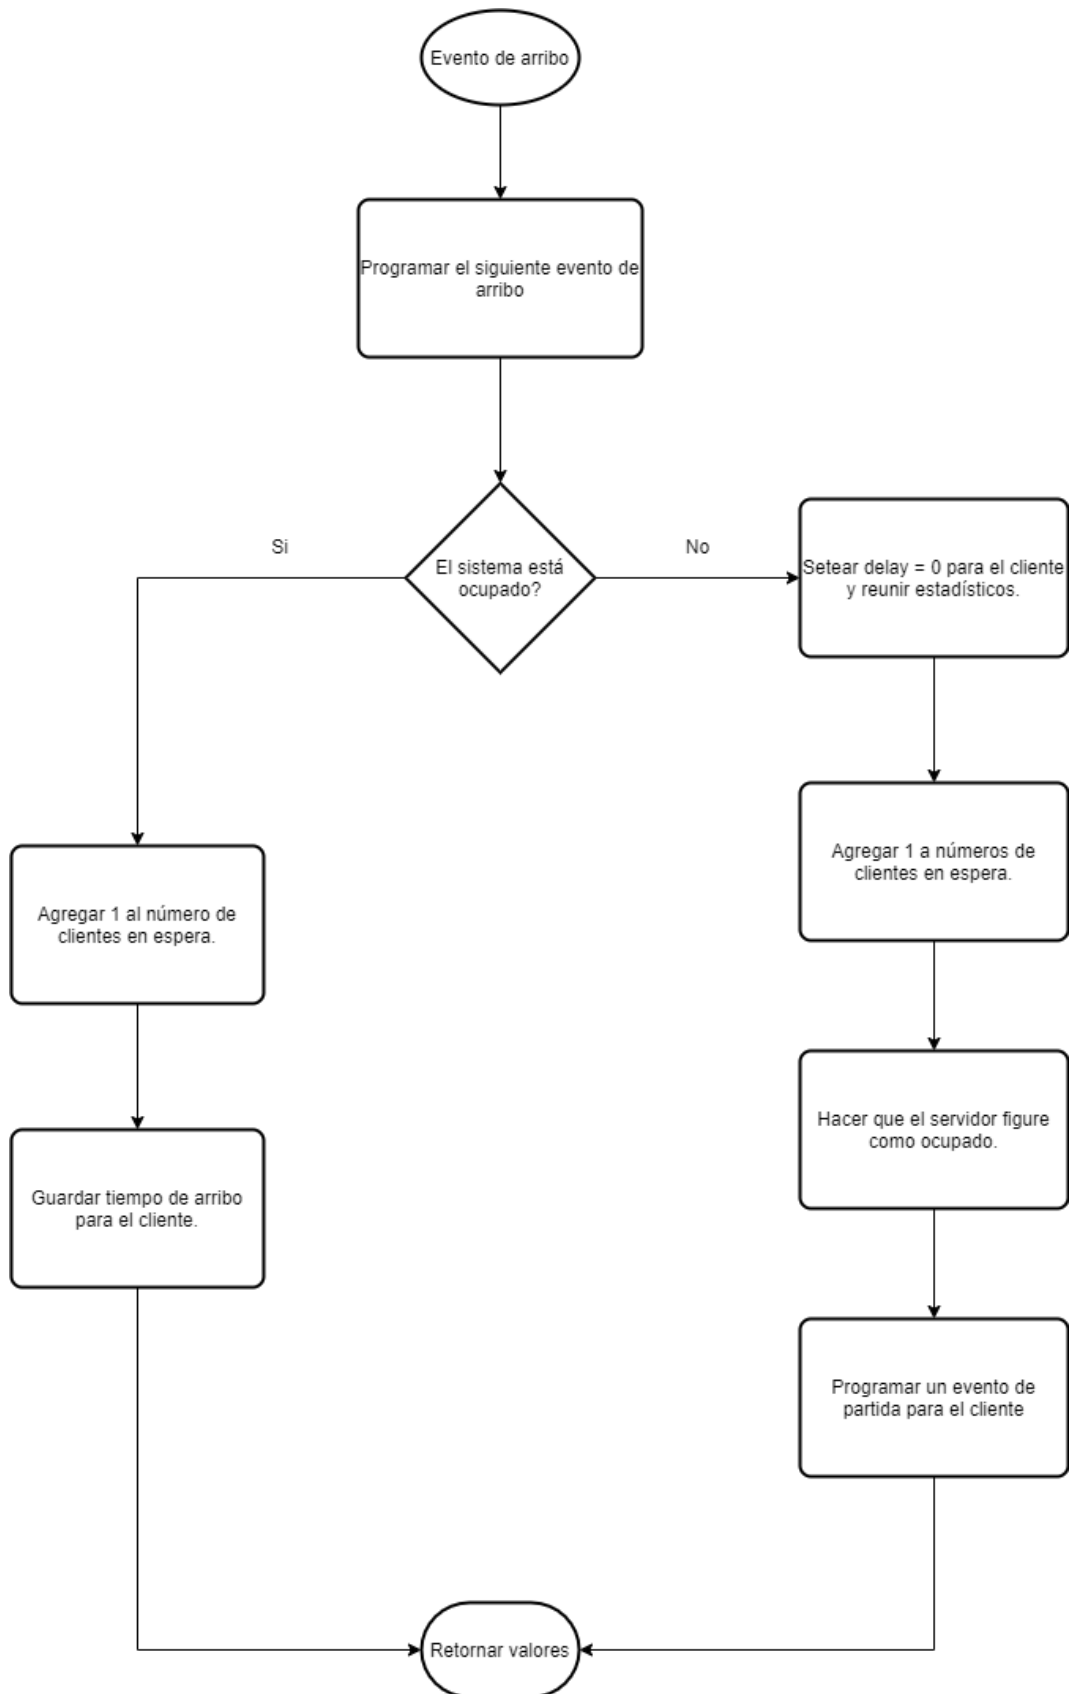 Evento de arribo
Programar el siguiente evento de
arribo
El sistema está
ocupado?
Si
No
Setear delay = 0 para el cliente
y reunir estadísticos.
Agregar 1 al número de
clientes en espera.
Agregar 1 a números de
clientes en espera.
Guardar tiempo de arribo
para el cliente.
Hacer que el servidor figure
como ocupado.
Programar un evento de
partida para el cliente
Retornar valores